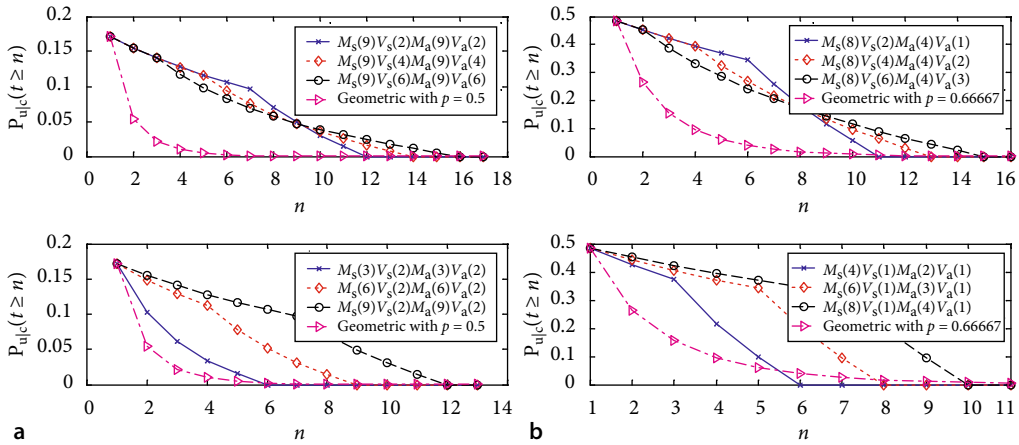 0.2
0.15
0.1
0.05
0
P_u|c(t ≥ n)
M_s(9)V_s(2)M_a(9)V_a(2)
M_s(9)V_s(4)M_a(9)V_a(4)
M_s(9)V_s(6)M_a(9)V_a(6)
Geometric with p = 0.5
0 2 4 6 8 10 12 14 16 18
n
0.5
0.4
0.3
0.2
0.1
0
P_u|c(t ≥ n)
M_s(8)V_s(2)M_a(4)V_a(1)
M_s(8)V_s(4)M_a(4)V_a(2)
M_s(8)V_s(6)M_a(4)V_a(3)
Geometric with p = 0.66667
0 2 4 6 8 10 12 14 16
n
0.2
0.15
0.1
0.05
0
P_u|c(t ≥ n)
M_s(3)V_s(2)M_a(3)V_a(2)
M_s(6)V_s(2)M_a(6)V_a(2)
M_s(9)V_s(2)M_a(9)V_a(2)
Geometric with p = 0.5
0 2 4 6 8 10 12 14
n
a
0.5
0.4
0.3
0.2
0.1
0
P_u|c(t ≥ n)
M_s(4)V_s(1)M_a(2)V_a(1)
M_s(6)V_s(1)M_a(3)V_a(1)
M_s(8)V_s(1)M_a(4)V_a(1)
Geometric with p = 0.66667
1 2 3 4 5 6 7 8 9 10 11
n
b